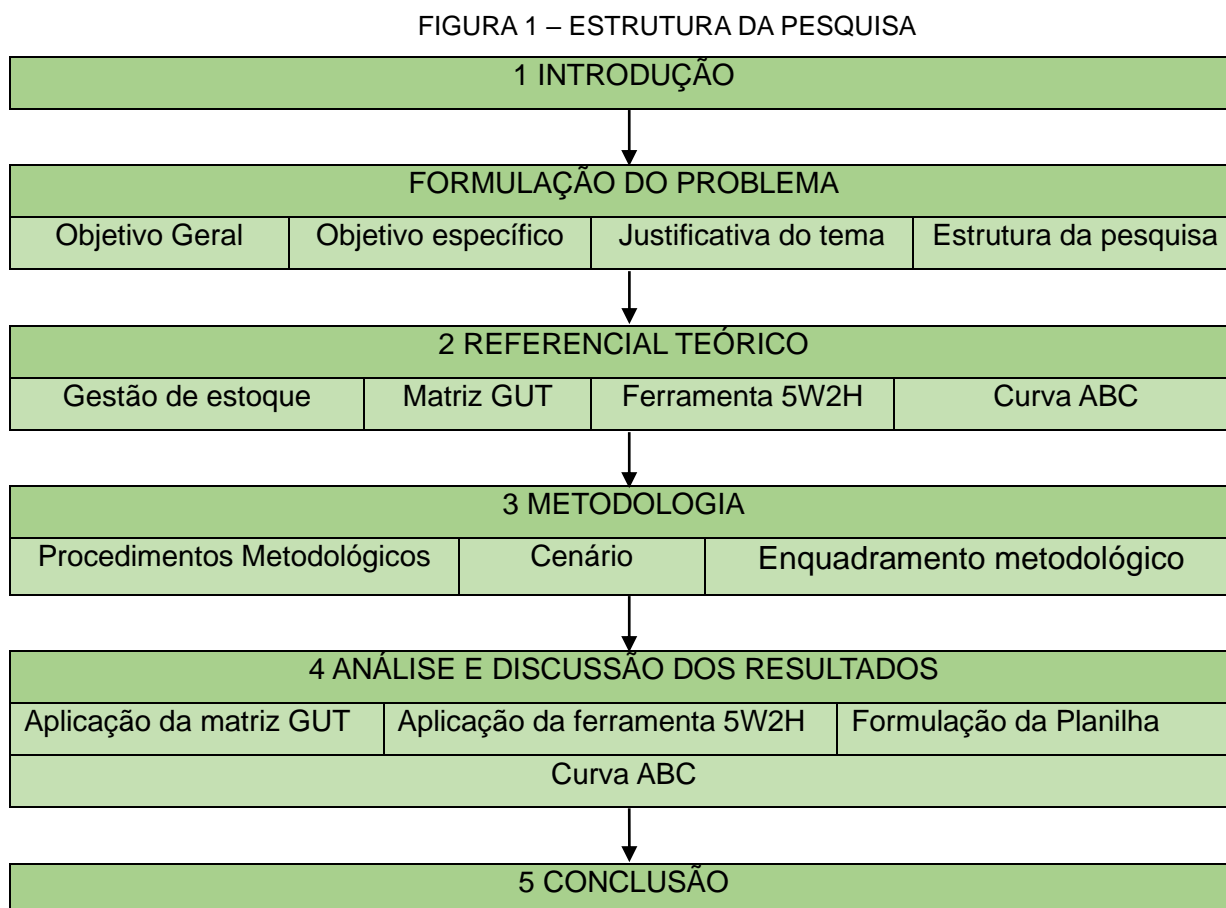 FIGURA 1 – ESTRUTURA DA PESQUISA
1 INTRODUÇÃO
FORMULAÇÃO DO PROBLEMA
Objetivo Geral Objetivo específico Justificativa do tema Estrutura da pesquisa
2 REFERENCIAL TEÓRICO
Gestão de estoque Matriz GUT Ferramenta 5W2H Curva ABC
3 METODOLOGIA
Procedimentos Metodológicos Cenário Enquadramento metodológico
4 ANÁLISE E DISCUSSÃO DOS RESULTADOS
Aplicação da matriz GUT Aplicação da ferramenta 5W2H Formulação da Planilha
Curva ABC
5 CONCLUSÃO